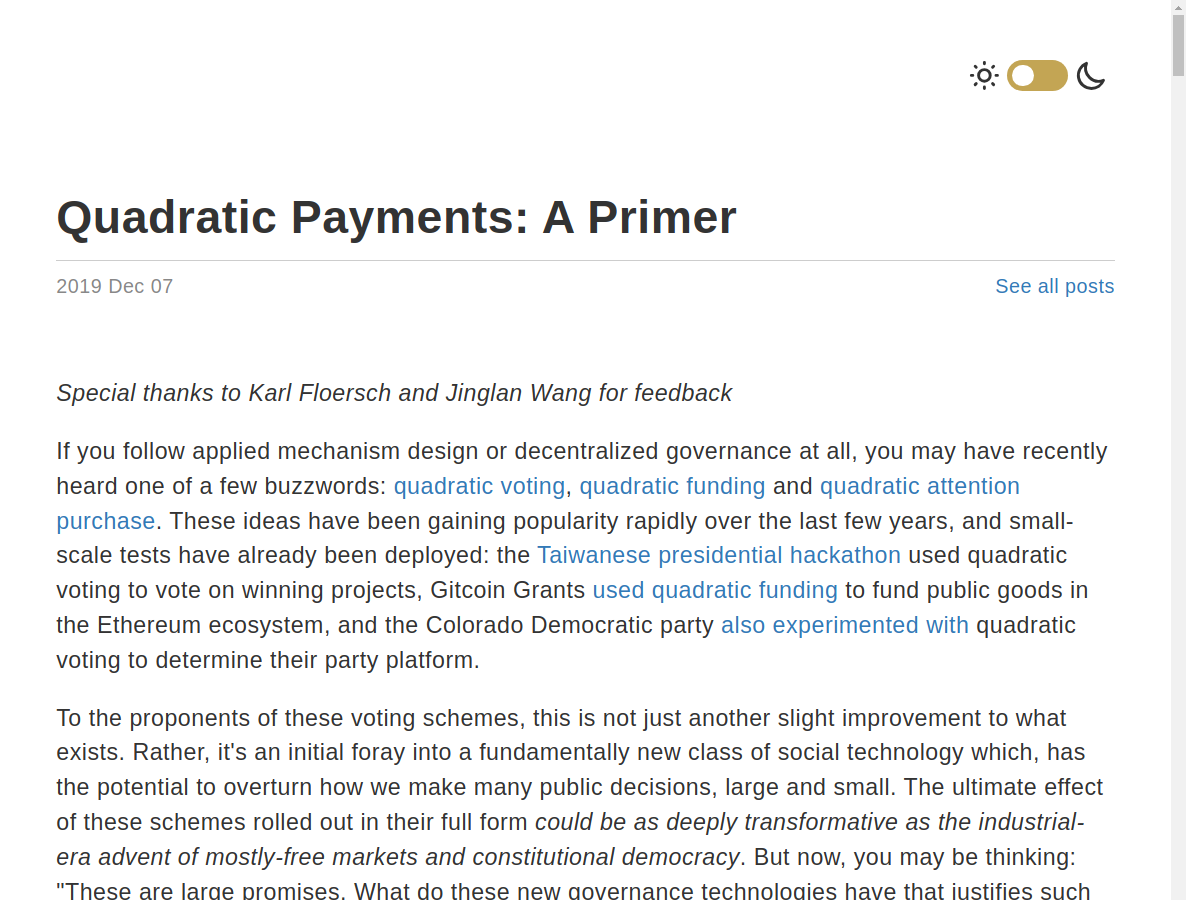 Quadratic Payments: A Primer
2019 Dec 07
See all posts
Special thanks to Karl Floersch and Jinglan Wang for feedback
If you follow applied mechanism design or decentralized governance at all, you may have recently
heard one of a few buzzwords: quadratic voting, quadratic funding and quadratic attention
purchase. These ideas have been gaining popularity rapidly over the last few years, and small-
scale tests have already been deployed: the Taiwanese presidential hackathon used quadratic
voting to vote on winning projects, Gitcoin Grants used quadratic funding to fund public goods in
the Ethereum ecosystem, and the Colorado Democratic party also experimented with quadratic
voting to determine their party platform.
To the proponents of these voting schemes, this is not just another slight improvement to what
exists. Rather, it's an initial foray into a fundamentally new class of social technology which, has
the potential to overturn how we make many public decisions, large and small. The ultimate effect
of these schemes rolled out in their full form could be as deeply transformative as the industrial-
era advent of mostly-free markets and constitutional democracy. But now, you may be thinking:
"These are large promises. What do these new governance technologies have that justifies such